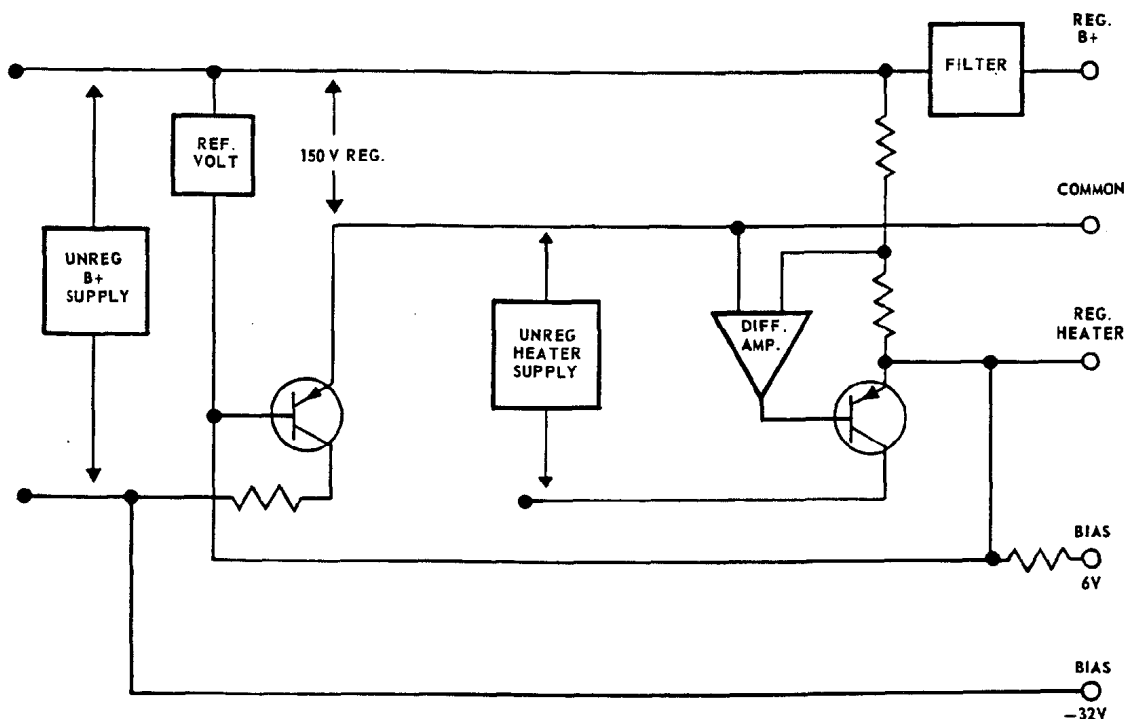 REG.
B+
FILTER
REF.
VOLT
150 V REG.
COMMON
UNREG
B+
SUPPLY
UNREG
HEATER
SUPPLY
DIFF.
AMP.
REG.
HEATER
BIAS
6V
BIAS
–32V